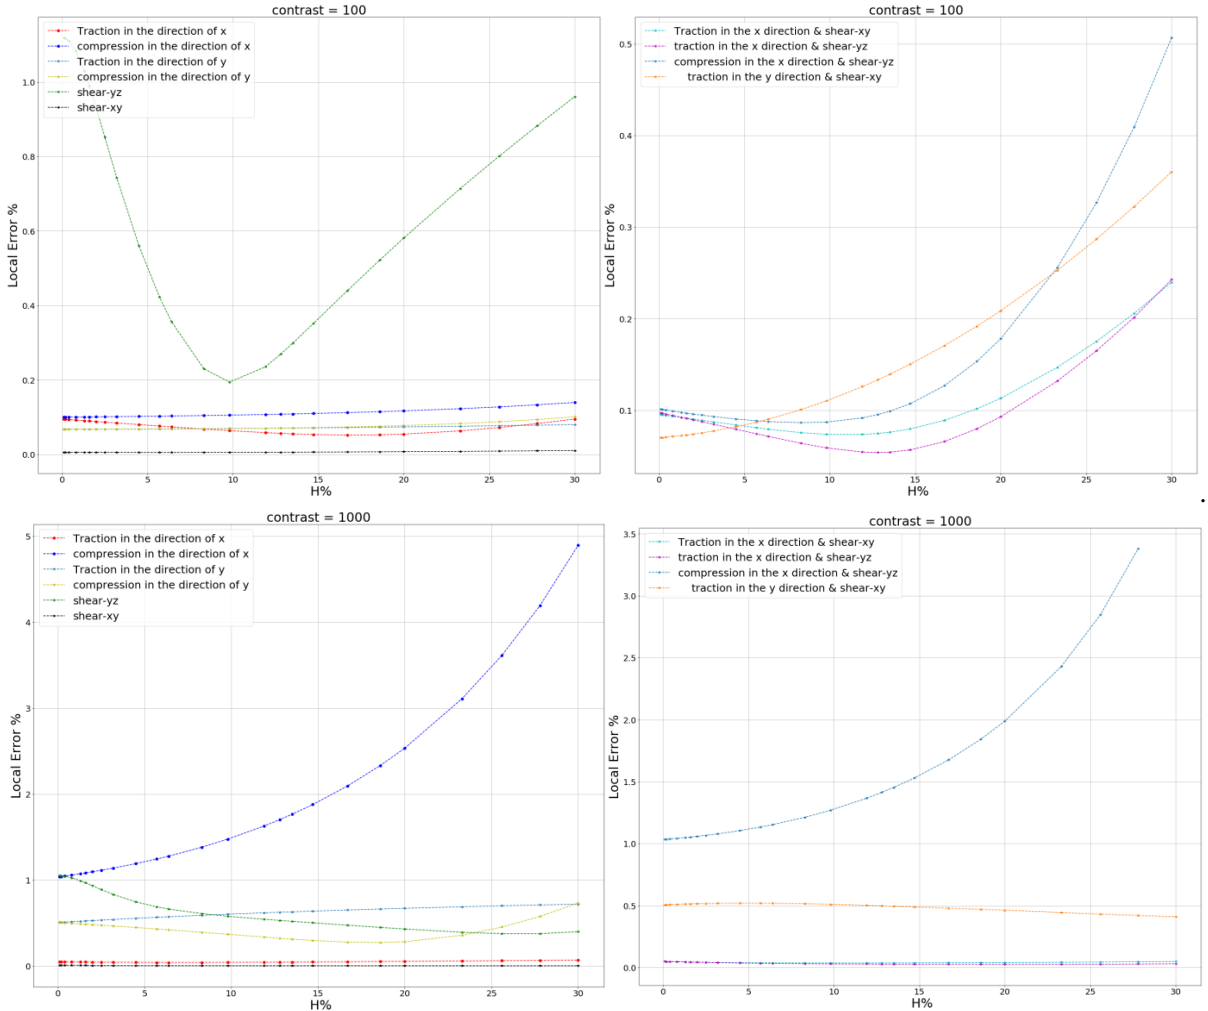 contrast = 100
Traction in the direction of x
compression in the direction of x
Traction in the direction of y
compression in the direction of y
shear-yz
shear-xy
Local Error %
1.0
0.8
0.6
0.4
0.2
0.0
0 5 10 15 20 25 30
H%
contrast = 100
Traction in the x direction & shear-xy
traction in the x direction & shear-yz
compression in the x direction & shear-yz
traction in the y direction & shear-xy
Local Error %
0.5
0.4
0.3
0.2
0.1
0 5 10 15 20 25 30
H%
contrast = 1000
Traction in the direction of x
compression in the direction of x
Traction in the direction of y
compression in the direction of y
shear-yz
shear-xy
Local Error %
5
4
3
2
1
0
0 5 10 15 20 25 30
H%
contrast = 1000
Traction in the x direction & shear-xy
traction in the x direction & shear-yz
compression in the x direction & shear-yz
traction in the y direction & shear-xy
Local Error %
3.5
3.0
2.5
2.0
1.5
1.0
0.5
0.0
0 5 10 15 20 25 30
H%